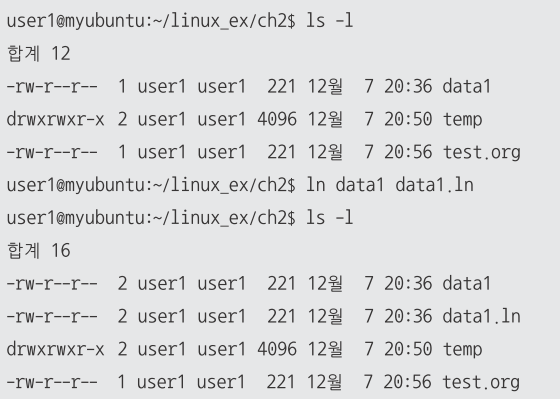 user1@myubuntu:~/linux_ex/ch2$ ls -l
합계 12
-rw-r--r-- 1 user1 user1 221 12월 7 20:36 data1
drwxrwxr-x 2 user1 user1 4096 12월 7 20:50 temp
-rw-r--r-- 1 user1 user1 221 12월 7 20:56 test.org
user1@myubuntu:~/linux_ex/ch2$ ln data1 data1.ln
user1@myubuntu:~/linux_ex/ch2$ ls -l
합계 16
-rw-r--r-- 2 user1 user1 221 12월 7 20:36 data1
-rw-r--r-- 2 user1 user1 221 12월 7 20:36 data1.ln
drwxrwxr-x 2 user1 user1 4096 12월 7 20:50 temp
-rw-r--r-- 1 user1 user1 221 12월 7 20:56 test.org